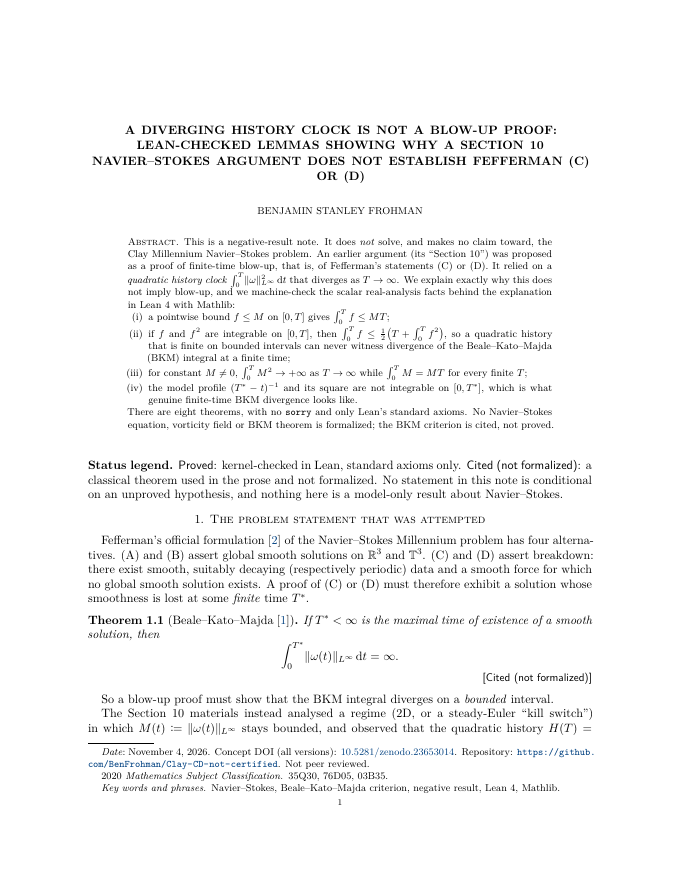 A DIVERGING HISTORY CLOCK IS NOT A BLOW-UP PROOF:
LEAN-CHECKED LEMMAS SHOWING WHY A SECTION 10
NAVIER–STOKES ARGUMENT DOES NOT ESTABLISH FEFFERMAN (C)
OR (D)
BENJAMIN STANLEY FROHMAN
Abstract. This is a negative-result note. It does not solve, and makes no claim toward, the
Clay Millennium Navier–Stokes problem. An earlier argument (its “Section 10”) was proposed
as a proof of finite-time blow-up, that is, of Fefferman’s statements (C) or (D). It relied on a
quadratic history clock ∫₀ᵀ ‖ω‖²_{L∞} dt that diverges as T → ∞. We explain exactly why this does
not imply blow-up, and we machine-check the scalar real-analysis facts behind the explanation
in Lean 4 with Mathlib:
(i) a pointwise bound f ≤ M on [0, T] gives ∫₀ᵀ f ≤ MT;
(ii) if f and f² are integrable on [0, T], then ∫₀ᵀ f ≤ ½(T + ∫₀ᵀ f²), so a quadratic history
that is finite on bounded intervals can never witness divergence of the Beale–Kato–Majda
(BKM) integral at a finite time;
(iii) for constant M ≠ 0, ∫₀ᵀ M² → +∞ as T → ∞ while ∫₀ᵀ M = MT for every finite T;
(iv) the model profile (T* − t)⁻¹ and its square are not integrable on [0, T*], which is what
genuine finite-time BKM divergence looks like.
There are eight theorems, with no sorry and only Lean’s standard axioms. No Navier–Stokes
equation, vorticity field or BKM theorem is formalized; the BKM criterion is cited, not proved.
Status legend. Proved: kernel-checked in Lean, standard axioms only. Cited (not formalized): a
classical theorem used in the prose and not formalized. No statement in this note is conditional
on an unproved hypothesis, and nothing here is a model-only result about Navier–Stokes.
1. The problem statement that was attempted
Fefferman’s official formulation [2] of the Navier–Stokes Millennium problem has four alterna-
tives. (A) and (B) assert global smooth solutions on ℝ³ and 𝕋³. (C) and (D) assert breakdown:
there exist smooth, suitably decaying (respectively periodic) data and a smooth force for which
no global smooth solution exists. A proof of (C) or (D) must therefore exhibit a solution whose
smoothness is lost at some finite time T*.
Theorem 1.1 (Beale–Kato–Majda [1]). If T* < ∞ is the maximal time of existence of a smooth
solution, then
∫₀^{T*} ‖ω(t)‖_{L∞} dt = ∞.
[Cited (not formalized)]
So a blow-up proof must show that the BKM integral diverges on a bounded interval.
The Section 10 materials instead analysed a regime (2D, or a steady-Euler “kill switch”)
in which M(t) ≔ ‖ω(t)‖_{L∞} stays bounded, and observed that the quadratic history H(T) =
Date: November 4, 2026. Concept DOI (all versions): 10.5281/zenodo.23653014. Repository: https://github.
com/BenFrohman/Clay-CD-not-certified. Not peer reviewed.
2020 Mathematics Subject Classification. 35Q30, 76D05, 03B35.
Key words and phrases. Navier–Stokes, Beale–Kato–Majda criterion, negative result, Lean 4, Mathlib.
1